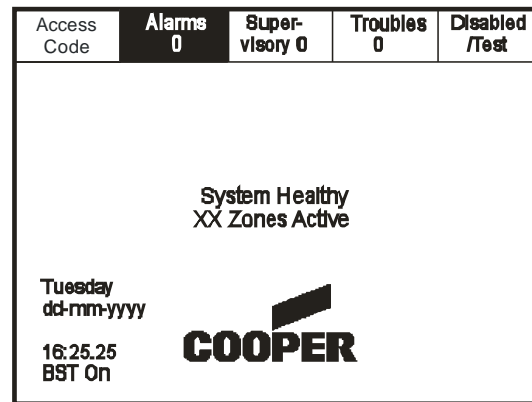 Access
Code
Alarms
0
Super-
visory 0
Troubles
0
Disabled
/Test
System Healthy
XX Zones Active
Tuesday
dd-mm-yyyy
16:25.25
BST On
COOPER